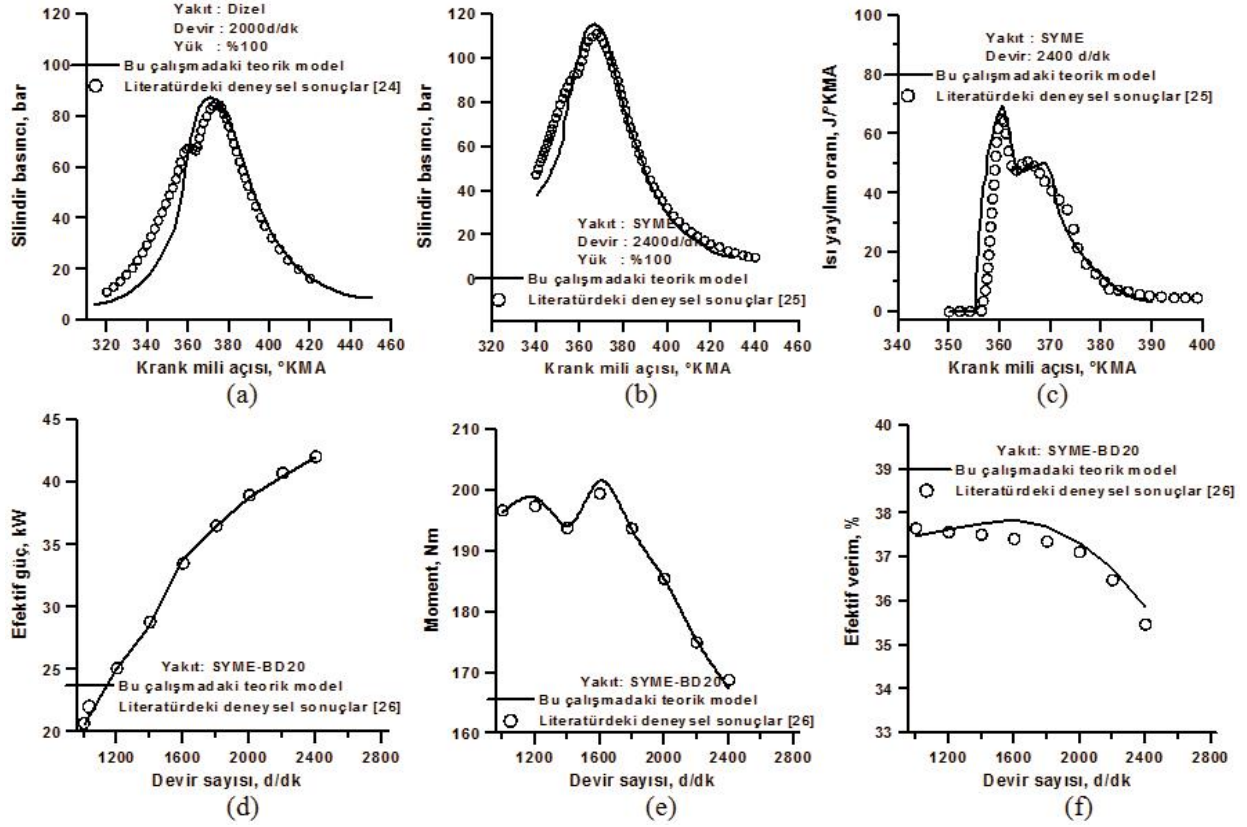 Yakıt : Dizel
Devir : 2000d/dk
Yük : %100
Bu çalışmadaki teorik model
Literatürdeki deneysel sonuçlar [24]
Silindir basıncı, bar
120
100
80
60
40
20
0
320 340 360 380 400 420 440 460
Krank mili açısı, °KMA
(a)
Yakıt : SYME
Devir : 2400d/dk
Yük : %100
Bu çalışmadaki teorik model
Literatürdeki deneysel sonuçlar [25]
Silindir basıncı, bar
120
100
80
60
40
20
0
320 340 360 380 400 420 440 460
Krank mili açısı, °KMA
(b)
Yakıt : SYME
Devir: 2400 d/dk
Bu çalışmadaki teorik model
Literatürdeki deneysel sonuçlar [25]
Isı yayılım oranı, J/°KMA
100
80
60
40
20
0
340 350 360 370 380 390 400
Krank mili açısı, °KMA
(c)
Yakıt: SYME-BD20
Bu çalışmadaki teorik model
Literatürdeki deneysel sonuçlar [26]
Efektif güç, kW
45
40
35
30
25
20
1200 1600 2000 2400 2800
Devir sayısı, d/dk
(d)
Yakıt: SYME-BD20
Bu çalışmadaki teorik model
Literatürdeki deneysel sonuçlar [26]
Moment, Nm
210
200
190
180
170
160
1200 1600 2000 2400 2800
Devir sayısı, d/dk
(e)
Yakıt: SYME-BD20
Bu çalışmadaki teorik model
Literatürdeki deneysel sonuçlar [26]
Efektif verim, %
40
39
38
37
36
35
34
33
1200 1600 2000 2400 2800
Devir sayısı, d/dk
(f)